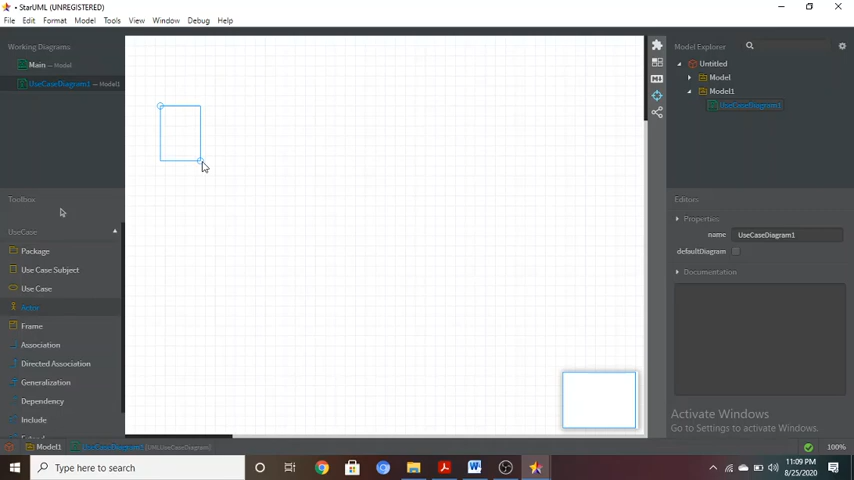 • StarUML (UNREGISTERED)
File Edit Format Model Tools View Window Debug Help
Working Diagrams
Main — Model
UseCaseDiagram1 — Model1
Toolbox
UseCase
Package
Use Case Subject
Use Case
Actor
Frame
Association
Directed Association
Generalization
Dependency
Include
Extend
Model Explorer
Untitled
Model
Model1
UseCaseDiagram1
Editors
Properties
name UseCaseDiagram1
defaultDiagram
Documentation
Activate Windows
Go to Settings to activate Windows.
Model1 UseCaseDiagram1 [UMLUseCaseDiagram] 100%
Type here to search
11:09 PM
8/25/2020